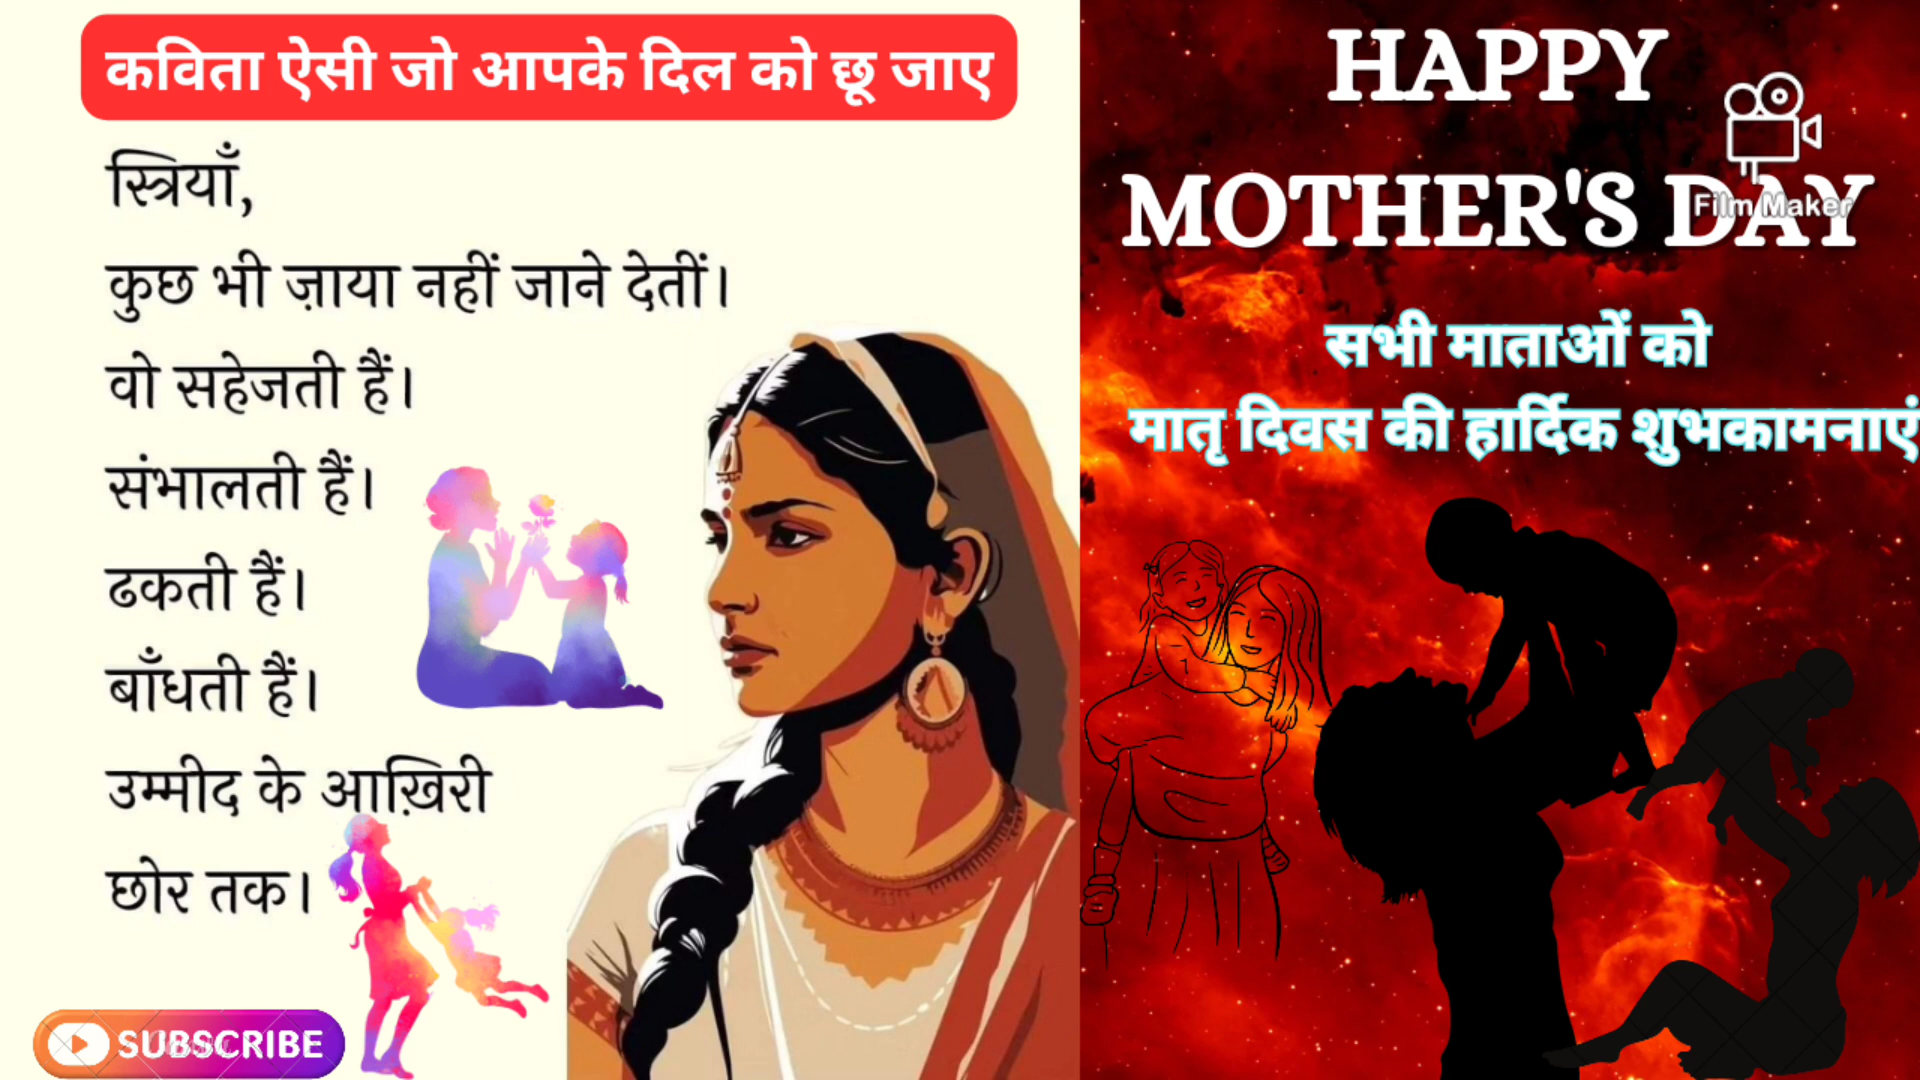 कविता ऐसी जो आपके दिल को छू जाए
स्त्रियाँ,
कुछ भी ज़ाया नहीं जाने देतीं।
वो सहेजती हैं।
संभालती हैं।
ढकती हैं।
बाँधती हैं।
उम्मीद के आख़िरी
छोर तक।
SUBSCRIBE
HAPPY
MOTHER'S DAY
Film Maker
सभी माताओं को
मातृ दिवस की हार्दिक शुभकामनाएं